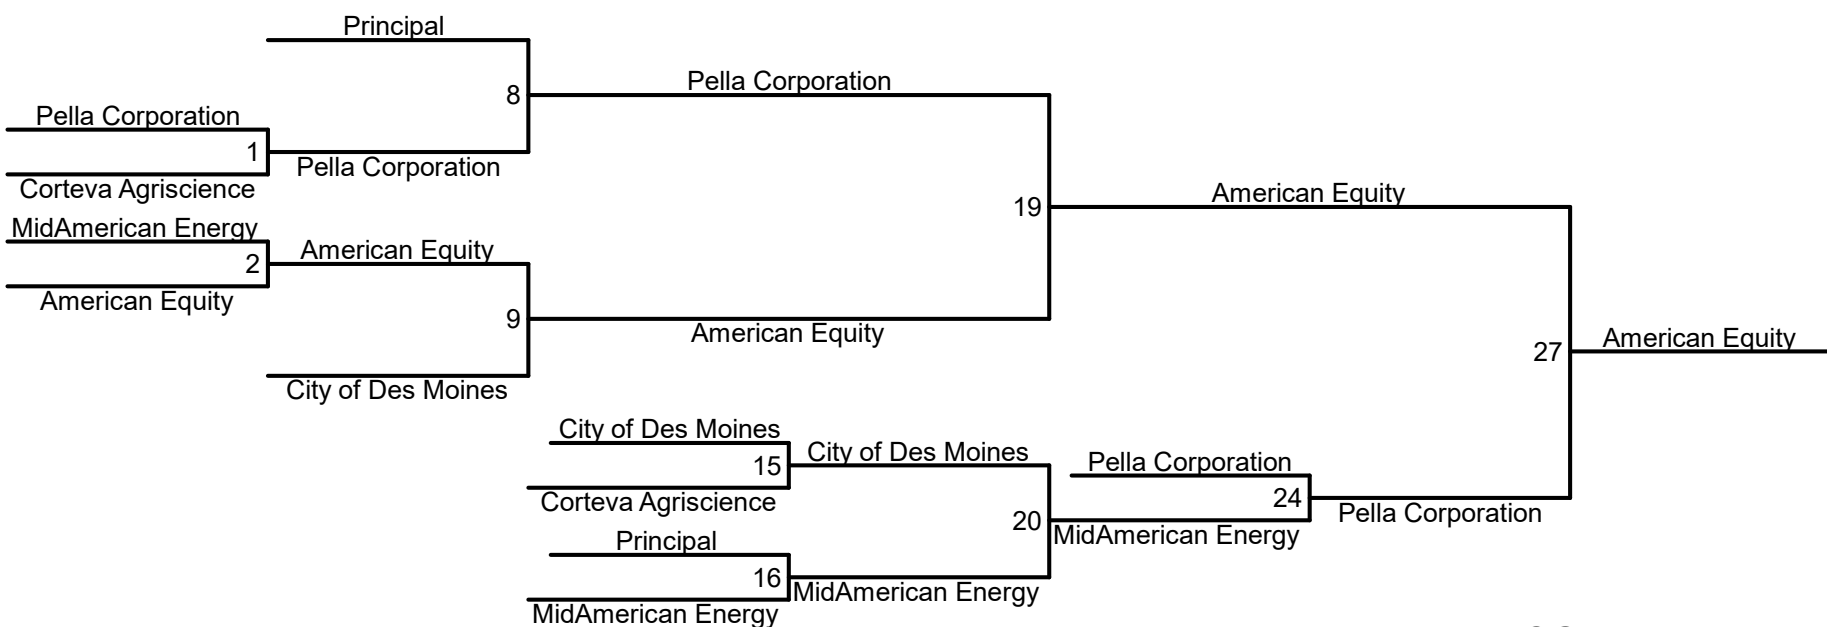 Principal
8
Pella Corporation
Pella Corporation
1
Pella Corporation
Corteva Agriscience
MidAmerican Energy
2
American Equity
American Equity
19
American Equity
9
American Equity
City of Des Moines
27
American Equity
City of Des Moines
15
City of Des Moines
Corteva Agriscience
20
Pella Corporation
24
Pella Corporation
MidAmerican Energy
Principal
16
MidAmerican Energy
MidAmerican Energy